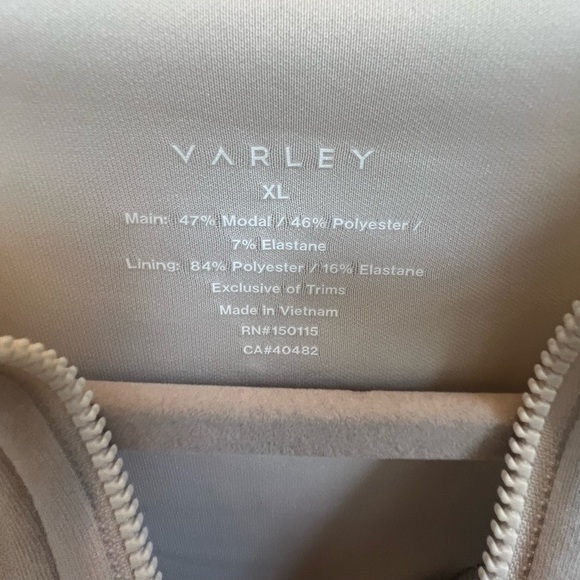 VARLEY
XL
Main: 47% Modal / 46% Polyester /
7% Elastane
Lining: 84% Polyester / 16% Elastane
Exclusive of Trims
Made in Vietnam
RN#150115
CA#40482